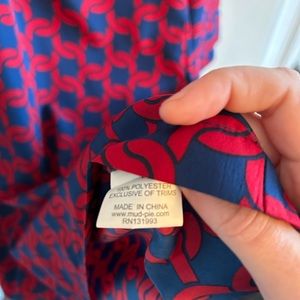 100% POLYESTER
EXCLUSIVE OF TRIMS
MADE IN CHINA
www.mud-pie.com
RN131993